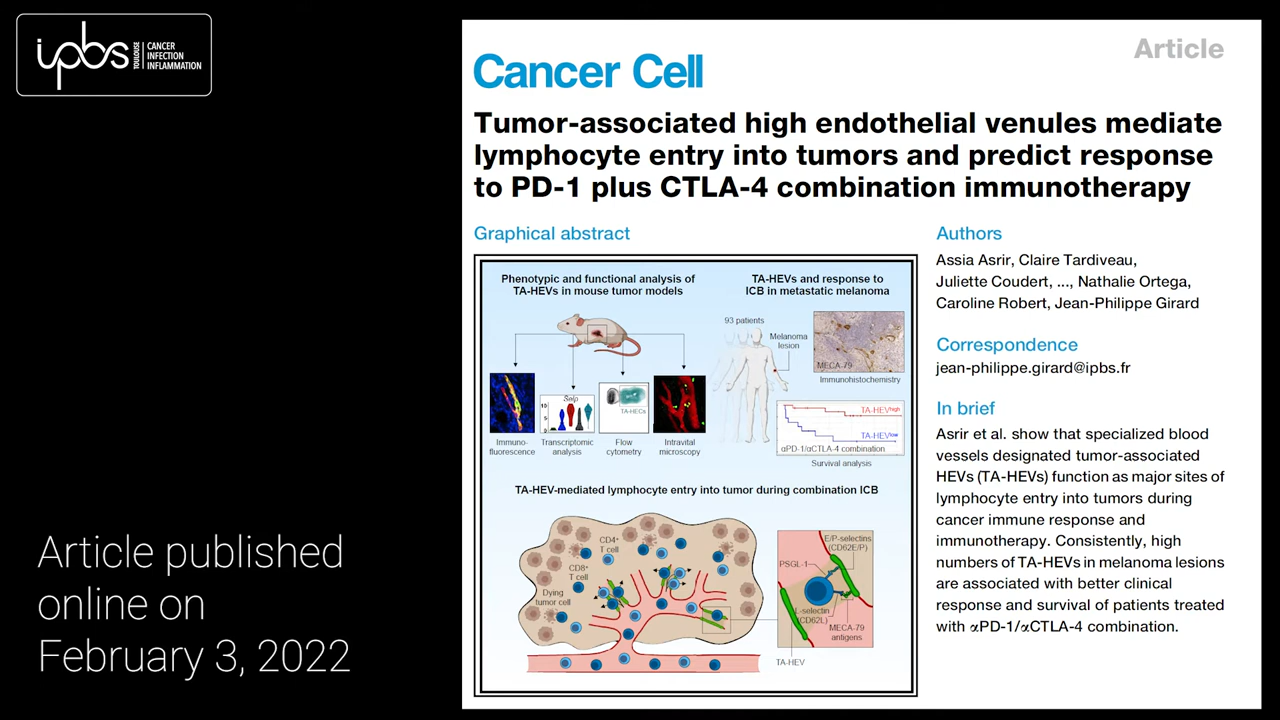 ipbs
TOULOUSE
CANCER
INFECTION
INFLAMMATION
Article published
online on
February 3, 2022
Article
Cancer Cell
Tumor-associated high endothelial venules mediate
lymphocyte entry into tumors and predict response
to PD-1 plus CTLA-4 combination immunotherapy
Graphical abstract
Phenotypic and functional analysis of
TA-HEVs in mouse tumor models
Immuno-
fluorescence
Selp
10
5
0
Transcriptomic
analysis
TA-HECs
Flow
cytometry
Intravital
microscopy
TA-HEVs and response to
ICB in metastatic melanoma
93 patients
Melanoma
lesion
MECA-79
Immunohistochemistry
TA-HEVhigh
TA-HEVlow
αPD-1/αCTLA-4 combination
Survival analysis
TA-HEV-mediated lymphocyte entry into tumor during combination ICB
CD4+
T cell
CD8+
T cell
Dying
tumor cell
E/P-selectins
(CD62E/P)
PSGL-1
L-selectin
(CD62L)
MECA-79
antigens
TA-HEV
Authors
Assia Asrir, Claire Tardiveau,
Juliette Coudert, ..., Nathalie Ortega,
Caroline Robert, Jean-Philippe Girard
Correspondence
jean-philippe.girard@ipbs.fr
In brief
Asrir et al. show that specialized blood
vessels designated tumor-associated
HEVs (TA-HEVs) function as major sites of
lymphocyte entry into tumors during
cancer immune response and
immunotherapy. Consistently, high
numbers of TA-HEVs in melanoma lesions
are associated with better clinical
response and survival of patients treated
with αPD-1/αCTLA-4 combination.